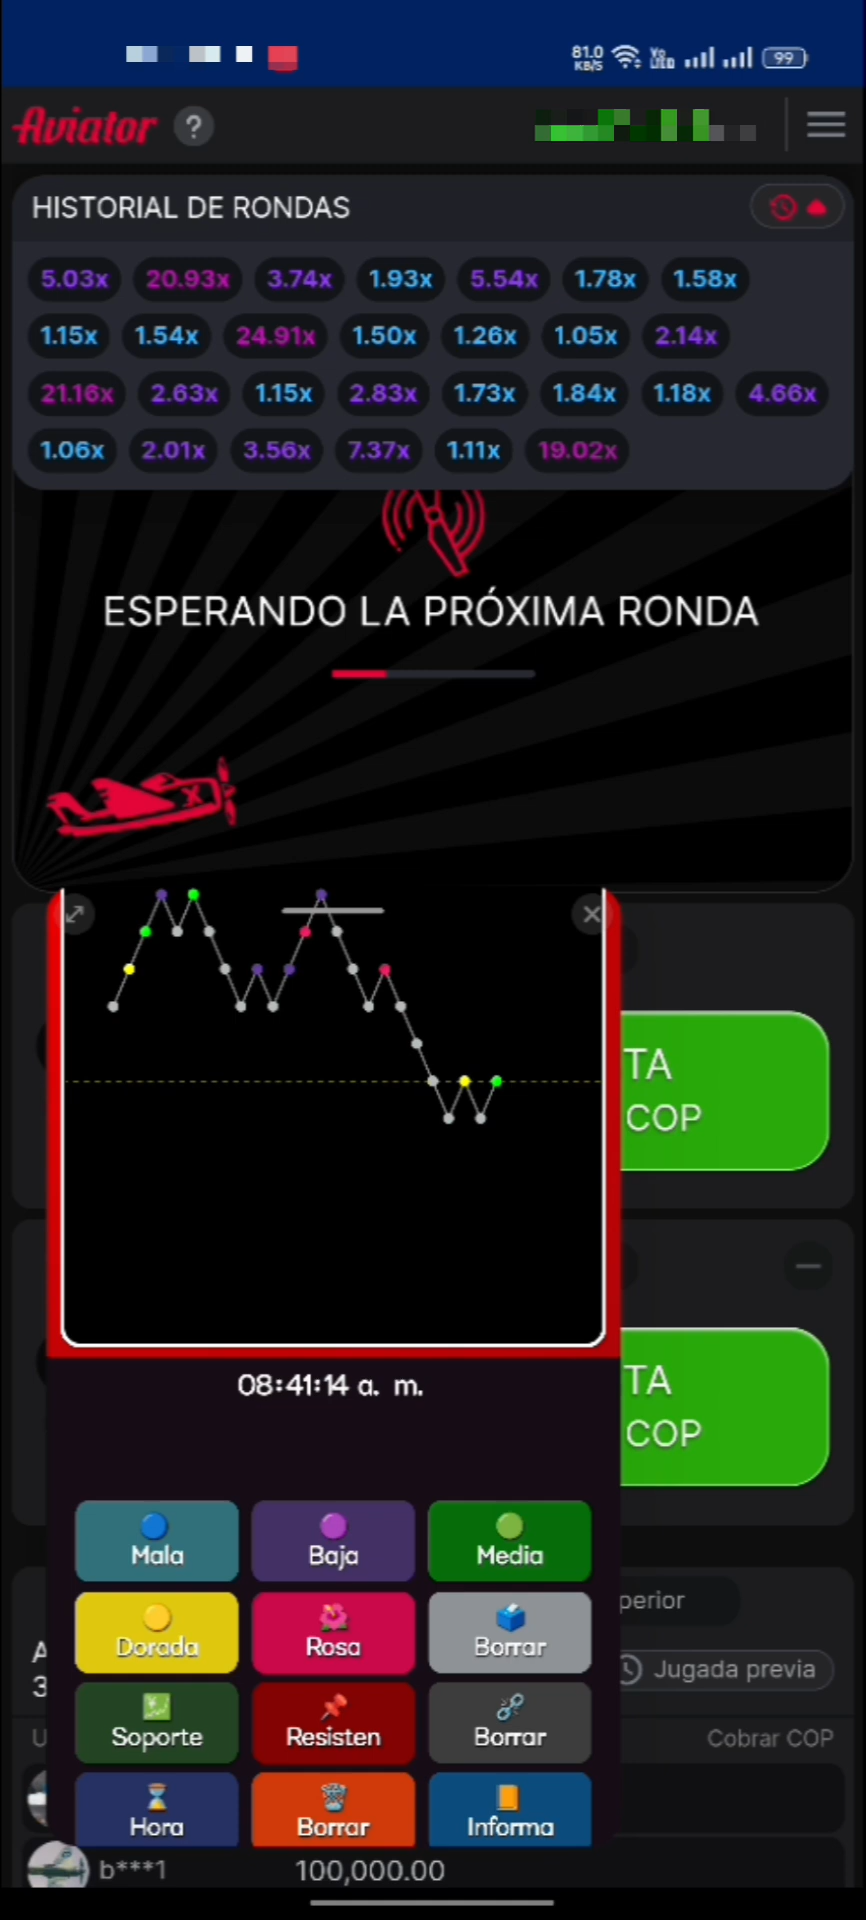 81.0
KB/S
Vo
LTE
99
Aviator ?
HISTORIAL DE RONDAS
5.03x 20.93x 3.74x 1.93x 5.54x 1.78x 1.58x
1.15x 1.54x 24.91x 1.50x 1.26x 1.05x 2.14x
21.16x 2.63x 1.15x 2.83x 1.73x 1.84x 1.18x 4.66x
1.06x 2.01x 3.56x 7.37x 1.11x 19.02x
ESPERANDO LA PRÓXIMA RONDA
X
TA
COP
08:41:14 a. m.
TA
COP
Mala Baja Media
perior
Dorada Rosa Borrar
A
3
Jugada previa
Soporte Resisten Borrar
U
Cobrar COP
Hora Borrar Informa
b***1 100,000.00